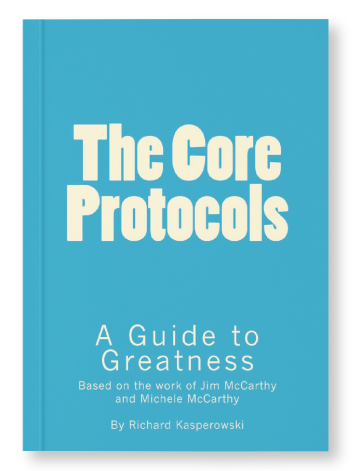 The Core
Protocols
A Guide to
Greatness
Based on the work of Jim McCarthy
and Michele McCarthy
By Richard Kasperowski